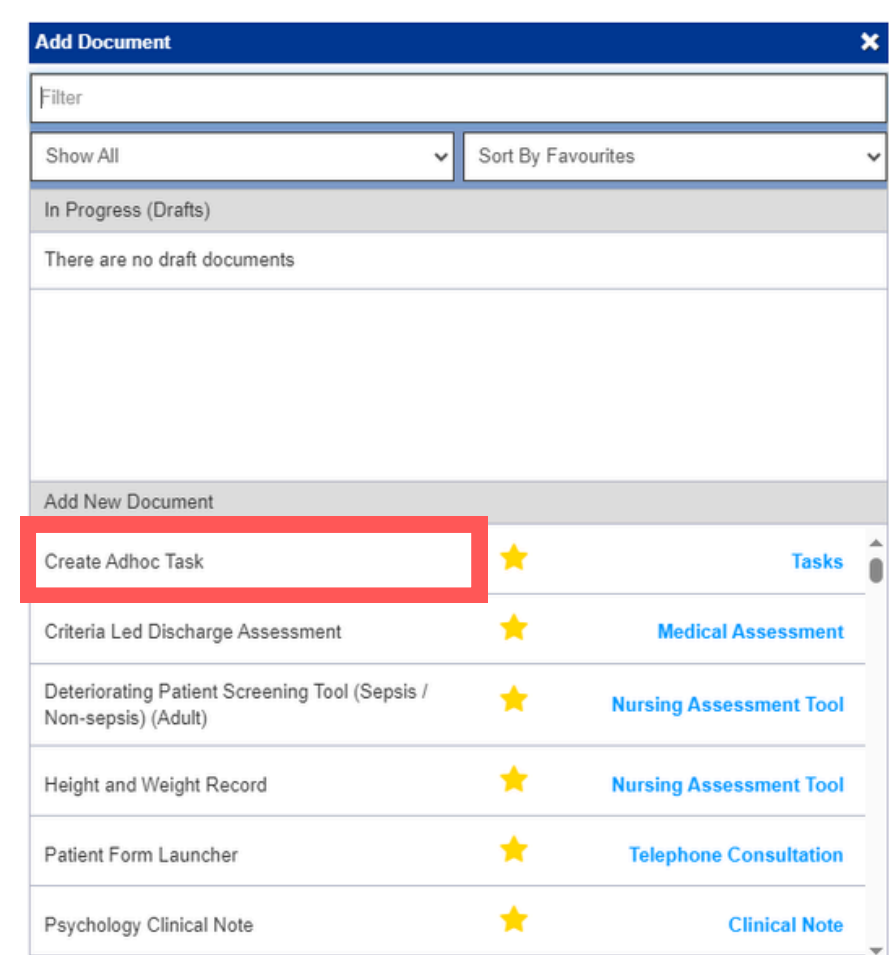 Add Document
Filter
Show All
Sort By Favourites
In Progress (Drafts)
There are no draft documents
Add New Document
Create Adhoc Task
Tasks
Criteria Led Discharge Assessment
Medical Assessment
Deteriorating Patient Screening Tool (Sepsis /
Non-sepsis) (Adult)
Nursing Assessment Tool
Height and Weight Record
Nursing Assessment Tool
Patient Form Launcher
Telephone Consultation
Psychology Clinical Note
Clinical Note